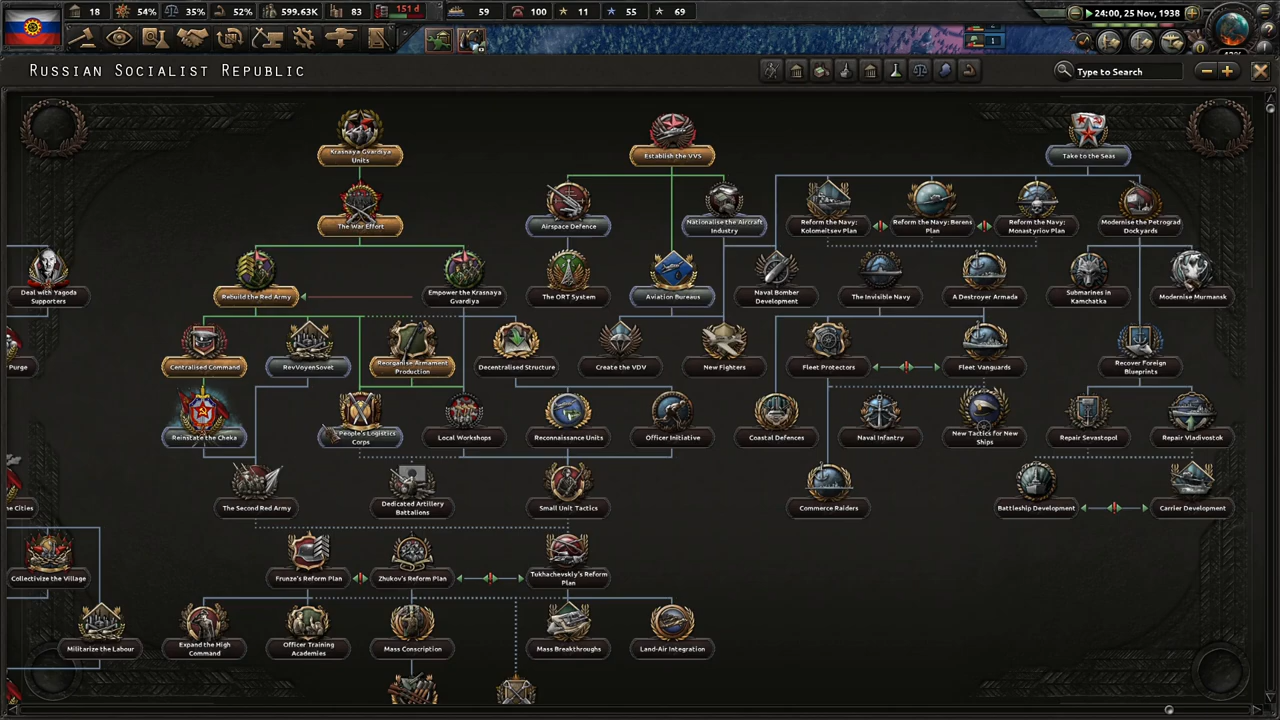 18
54%
35%
52%
599.63K
83
151 d
59
100
11
55
69
24:00, 25 Nov, 1938
1
0
RUSSIAN SOCIALIST REPUBLIC
Type to Search
Krasnaya Gvardiya
Units
Establish the VVS
Take to the Seas
The War Effort
Airspace Defence
Nationalise the Aircraft
Industry
Reform the Navy:
Kolomeitsev Plan
Reform the Navy: Berens
Plan
Reform the Navy:
Monastyriov Plan
Modernise the Petrograd
Dockyards
Deal with Yagoda
Supporters
Rebuild the Red Army
Empower the Krasnaya
Gvardiya
The ORT System
Aviation Bureaus
Naval Bomber
Development
The Invisible Navy
A Destroyer Armada
Submarines in
Kamchatka
Modernise Murmansk
Purge
Centralised Command
RevVoyenSovet
Reorganise Armament
Production
Decentralised Structure
Create the VDV
New Fighters
Fleet Protectors
Fleet Vanguards
Recover Foreign
Blueprints
Reinstate the Cheka
People's Logistics
Corps
Local Workshops
Reconnaissance Units
Officer Initiative
Coastal Defences
Naval Infantry
New Tactics for New
Ships
Repair Sevastopol
Repair Vladivostok
he Cities
The Second Red Army
Dedicated Artillery
Battalions
Small Unit Tactics
Commerce Raiders
Battleship Development
Carrier Development
Collectivize the Village
Frunze's Reform Plan
Zhukov's Reform Plan
Tukhachevskiy's Reform
Plan
Militarize the Labour
Expand the High
Command
Officer Training
Academies
Mass Conscription
Mass Breakthroughs
Land-Air Integration